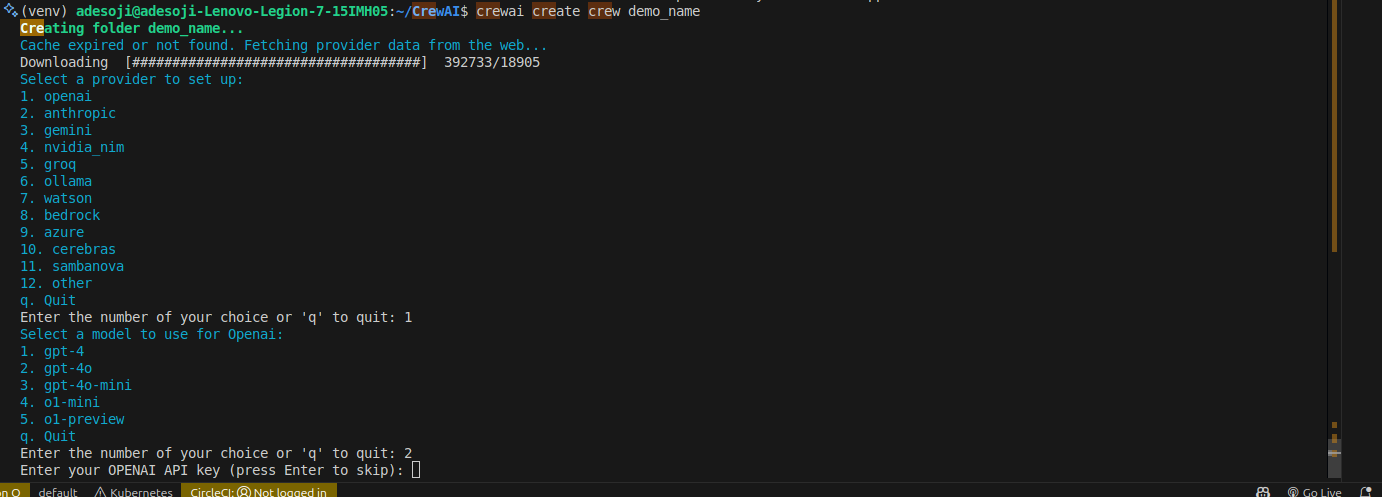 (venv) adesoji@adesoji-Lenovo-Legion-7-15IMH05:~/CrewAI$ crewai create crew demo_name
Creating folder demo_name...
Cache expired or not found. Fetching provider data from the web...
Downloading  [####################################]  392733/18905
Select a provider to set up:
1. openai
2. anthropic
3. gemini
4. nvidia_nim
5. groq
6. ollama
7. watson
8. bedrock
9. azure
10. cerebras
11. sambanova
12. other
q. Quit
Enter the number of your choice or 'q' to quit: 1
Select a model to use for Openai:
1. gpt-4
2. gpt-4o
3. gpt-4o-mini
4. o1-mini
5. o1-preview
q. Quit
Enter the number of your choice or 'q' to quit: 2
Enter your OPENAI API key (press Enter to skip):
on Q default Kubernetes CircleCI: Not logged in Go Live